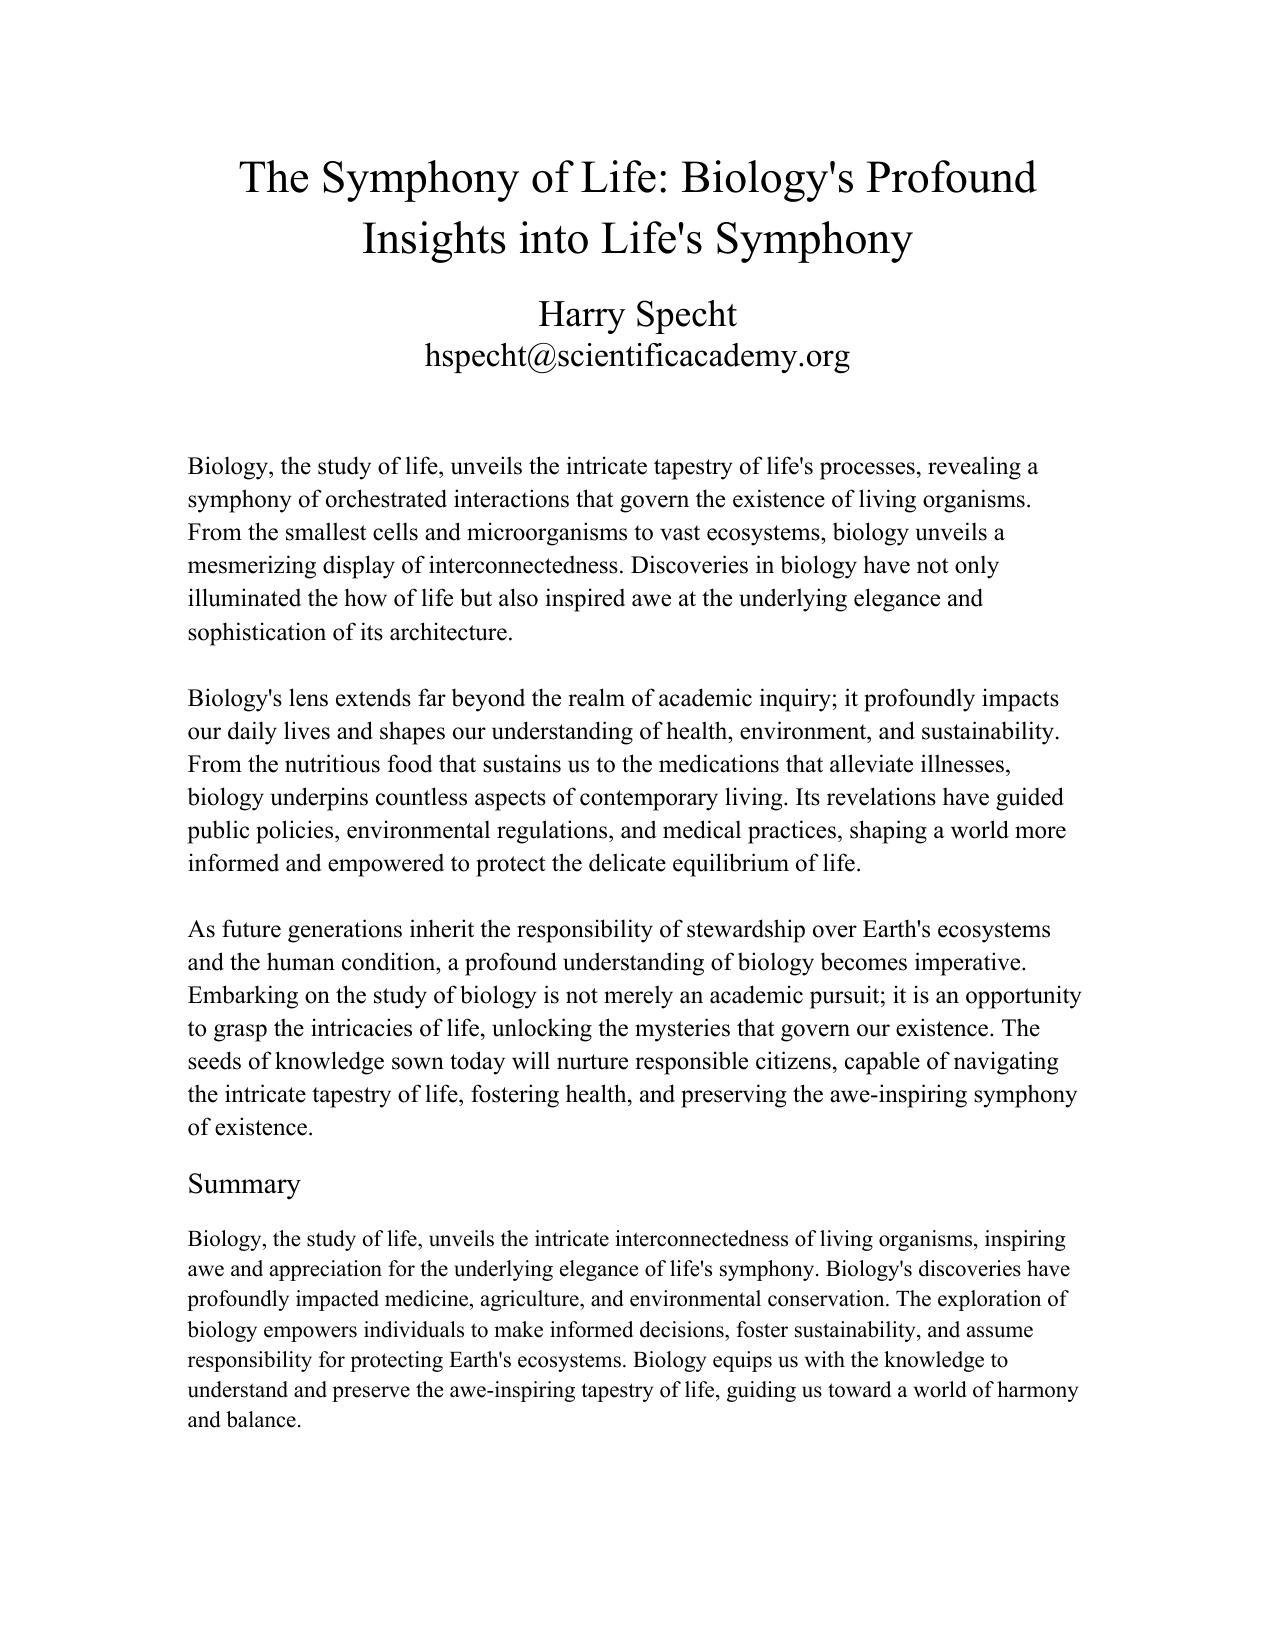 The Symphony of Life: Biology's Profound
Insights into Life's Symphony
Harry Specht
hspecht@scientificacademy.org
Biology, the study of life, unveils the intricate tapestry of life's processes, revealing a
symphony of orchestrated interactions that govern the existence of living organisms.
From the smallest cells and microorganisms to vast ecosystems, biology unveils a
mesmerizing display of interconnectedness. Discoveries in biology have not only
illuminated the how of life but also inspired awe at the underlying elegance and
sophistication of its architecture.
Biology's lens extends far beyond the realm of academic inquiry; it profoundly impacts
our daily lives and shapes our understanding of health, environment, and sustainability.
From the nutritious food that sustains us to the medications that alleviate illnesses,
biology underpins countless aspects of contemporary living. Its revelations have guided
public policies, environmental regulations, and medical practices, shaping a world more
informed and empowered to protect the delicate equilibrium of life.
As future generations inherit the responsibility of stewardship over Earth's ecosystems
and the human condition, a profound understanding of biology becomes imperative.
Embarking on the study of biology is not merely an academic pursuit; it is an opportunity
to grasp the intricacies of life, unlocking the mysteries that govern our existence. The
seeds of knowledge sown today will nurture responsible citizens, capable of navigating
the intricate tapestry of life, fostering health, and preserving the awe-inspiring symphony
of existence.
Summary
Biology, the study of life, unveils the intricate interconnectedness of living organisms, inspiring
awe and appreciation for the underlying elegance of life's symphony. Biology's discoveries have
profoundly impacted medicine, agriculture, and environmental conservation. The exploration of
biology empowers individuals to make informed decisions, foster sustainability, and assume
responsibility for protecting Earth's ecosystems. Biology equips us with the knowledge to
understand and preserve the awe-inspiring tapestry of life, guiding us toward a world of harmony
and balance.